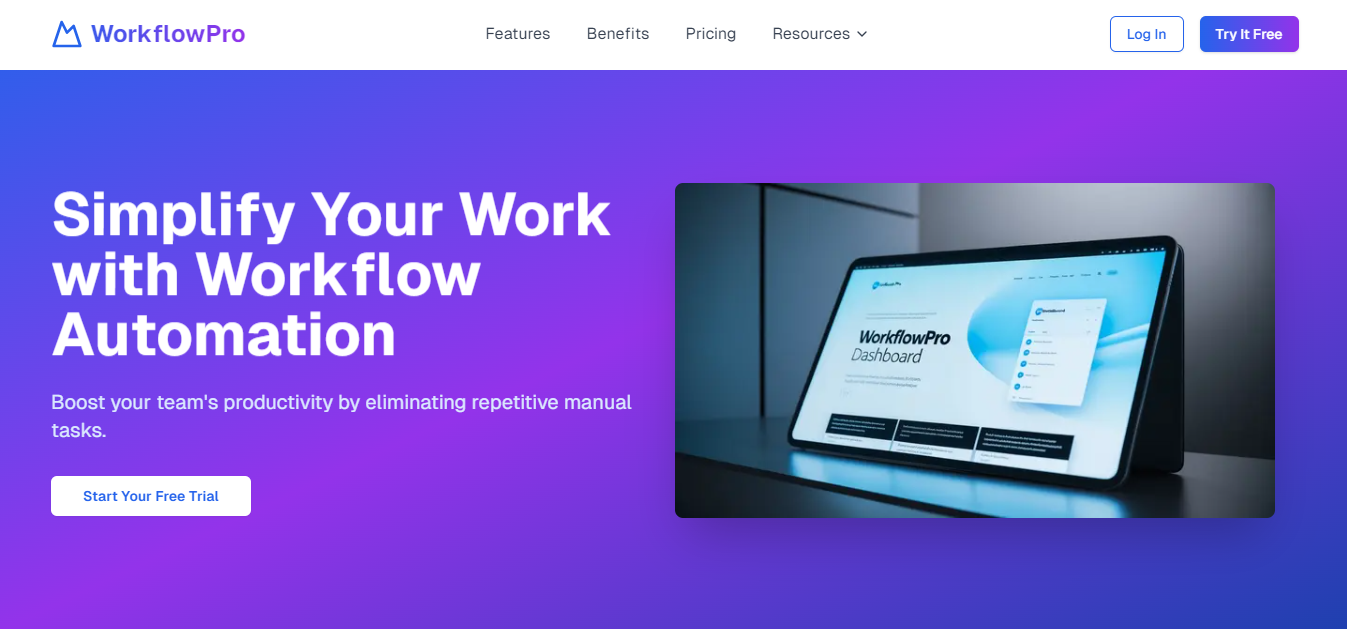 WorkflowPro
Features
Benefits
Pricing
Resources
Log In
Try It Free
Simplify Your Work
with Workflow
Automation
Boost your team's productivity by eliminating repetitive manual
tasks.
Start Your Free Trial
WorkflowPro
Dashboard